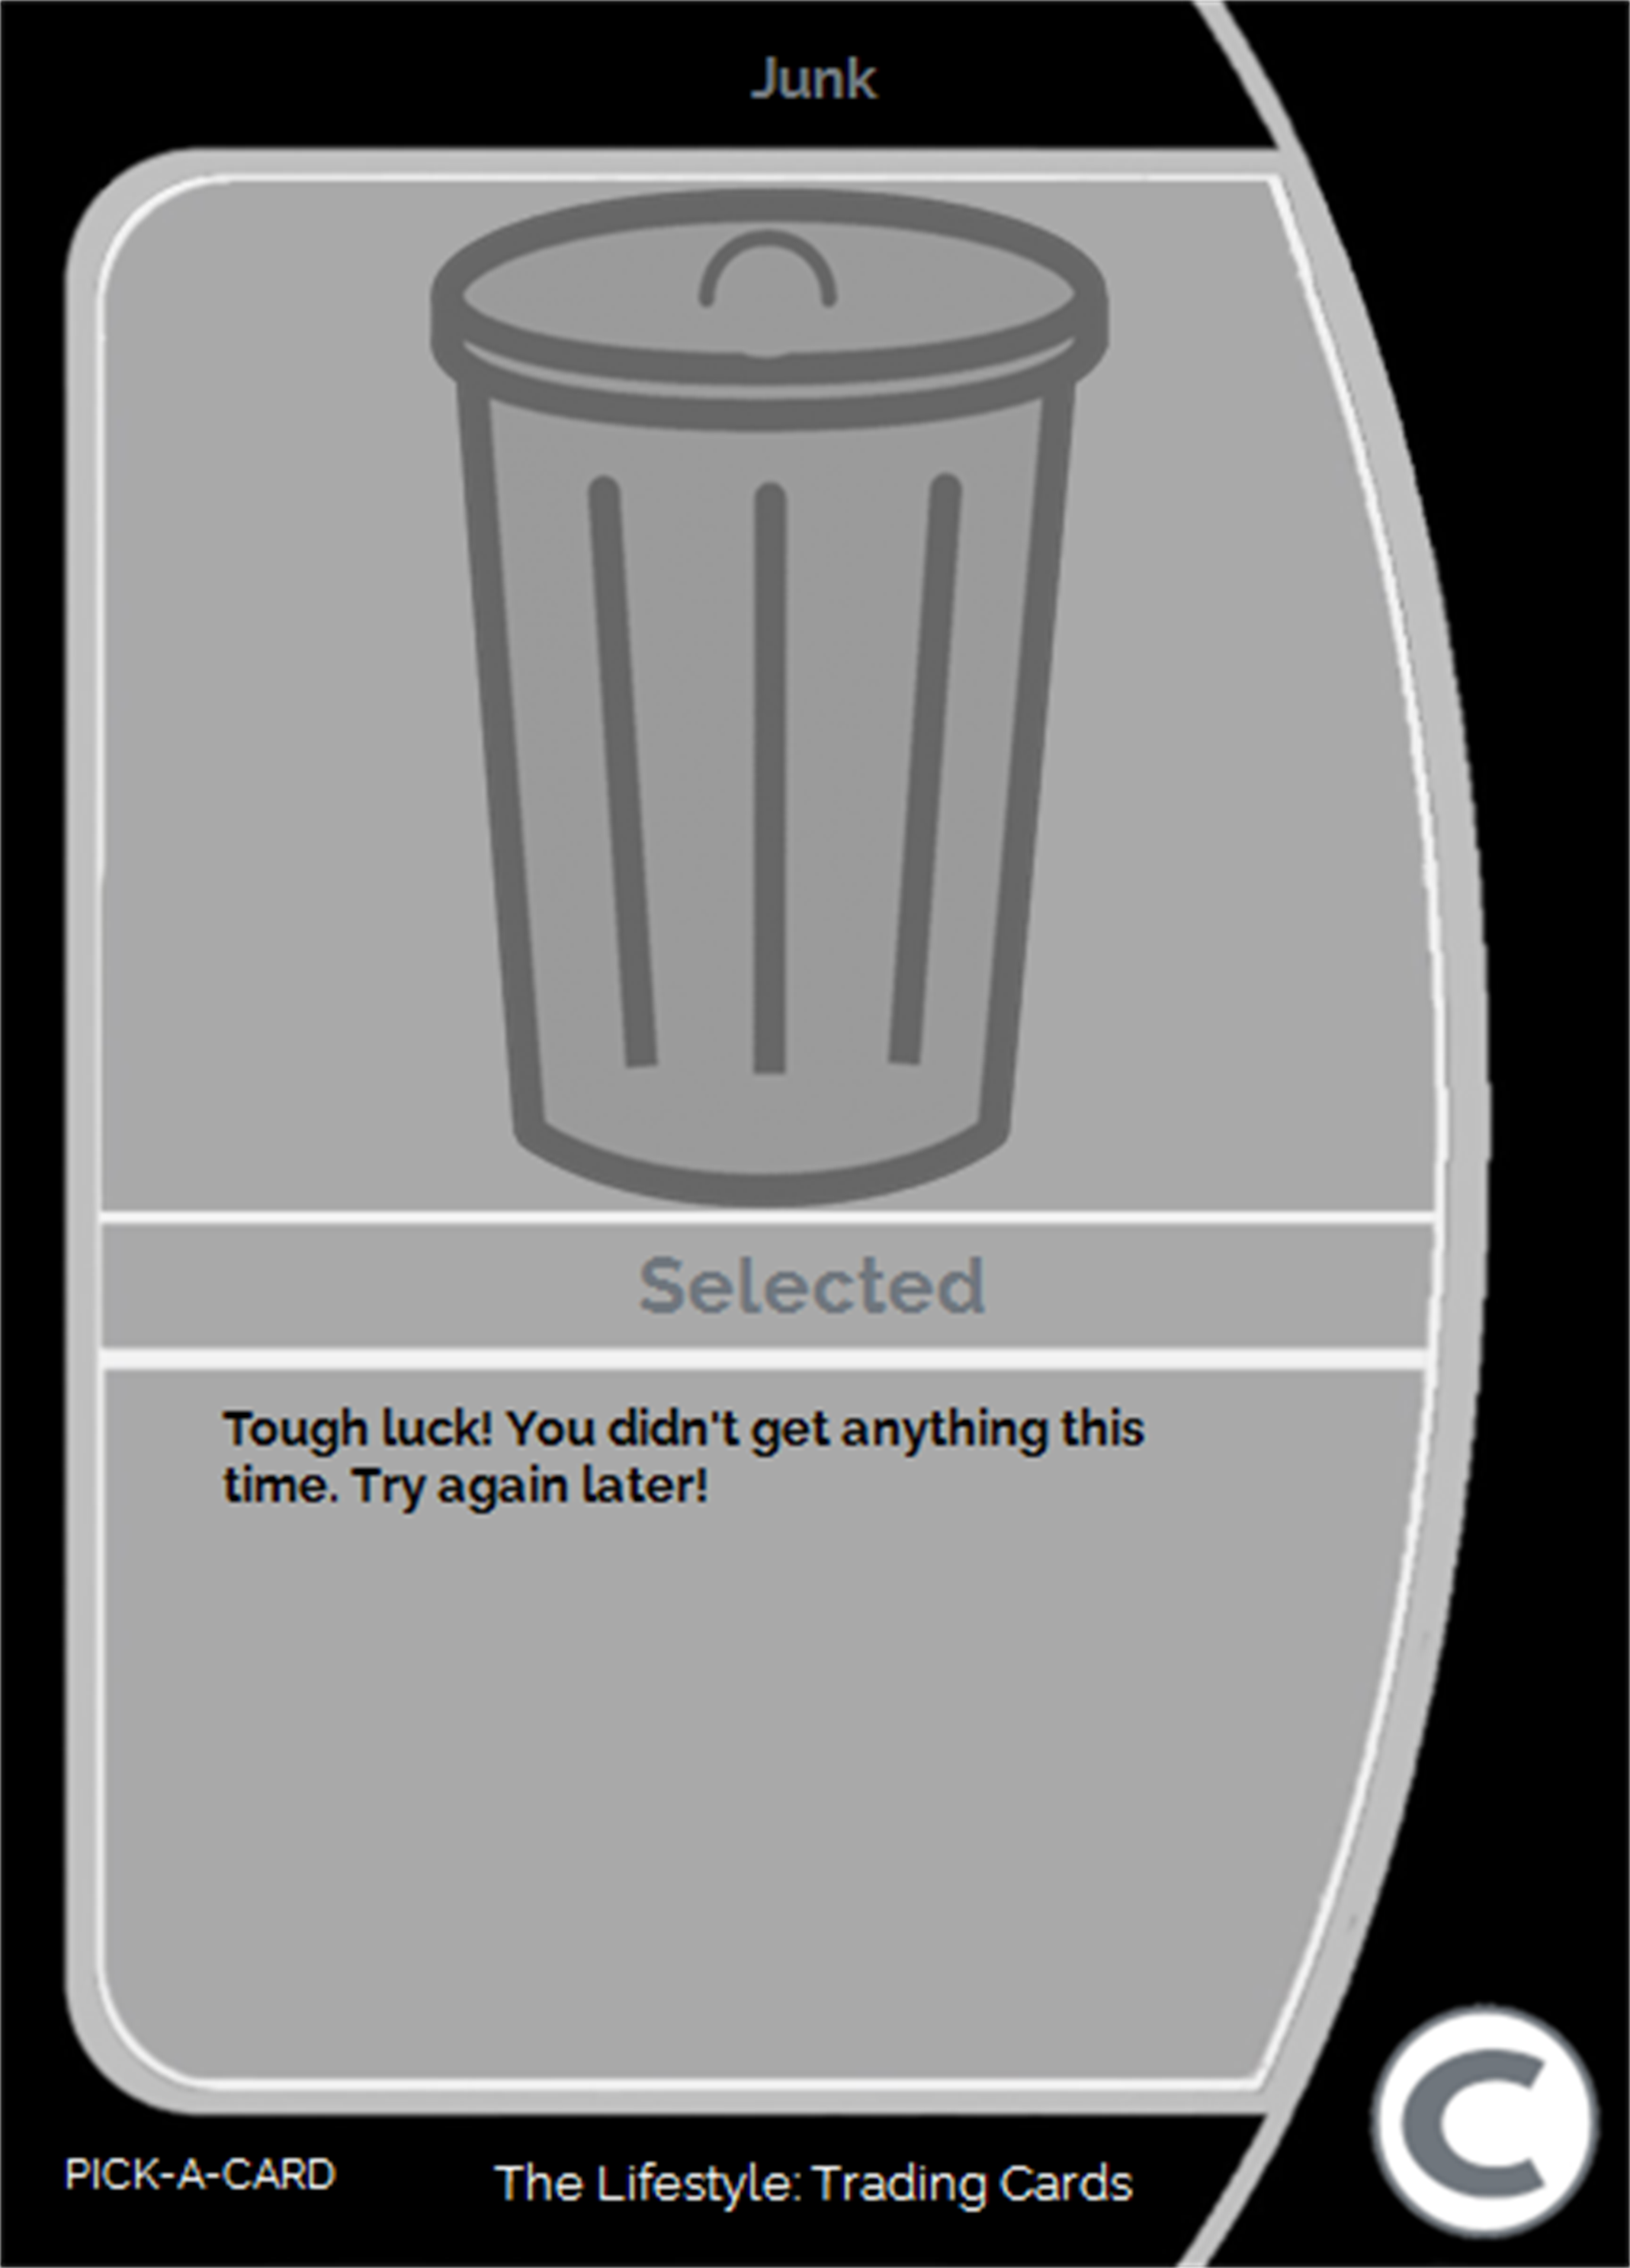 Junk
Selected
Tough luck! You didn't get anything this
time. Try again later!
C
PICK-A-CARD
The Lifestyle: Trading Cards